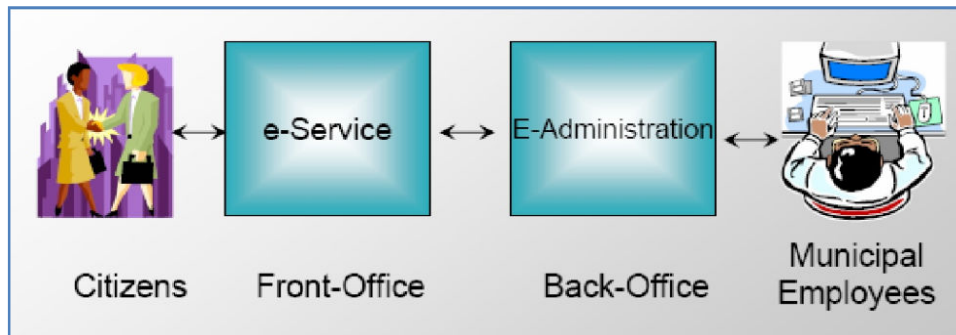 e-Service
E-Administration
Citizens
Front-Office
Back-Office
Municipal
Employees